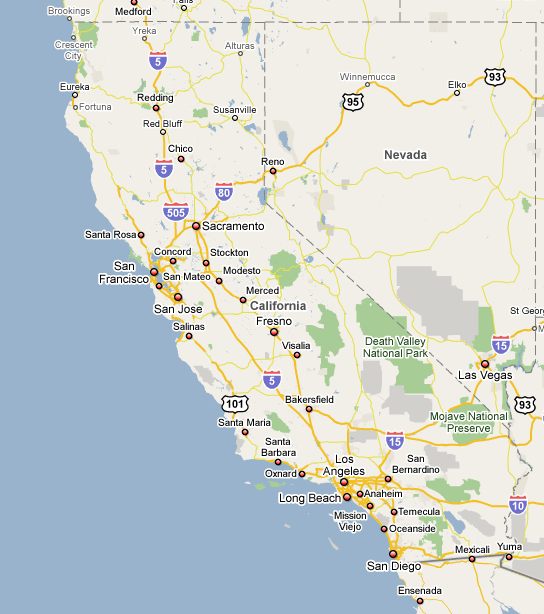 Brookings
Medford
Falls
Crescent
City
Yreka
Alturas
5
Eureka
Fortuna
Redding
Winnemucca
Elko
93
95
Susanville
Red Bluff
Chico
5
Reno
Nevada
80
505
Santa Rosa
Sacramento
Concord
Stockton
San
Francisco
San Mateo
Modesto
Merced
San Jose
California
Salinas
Fresno
Visalia
Death Valley
National Park
St Georg
15
M
Las Vegas
5
101
Bakersfield
93
Mojave National
Preserve
Santa Maria
15
Santa
Barbara
Los
Angeles
San
Bernardino
Oxnard
Long Beach
Anaheim
10
Mission
Viejo
Temecula
Oceanside
Mexicali
Yuma
San Diego
Ensenada